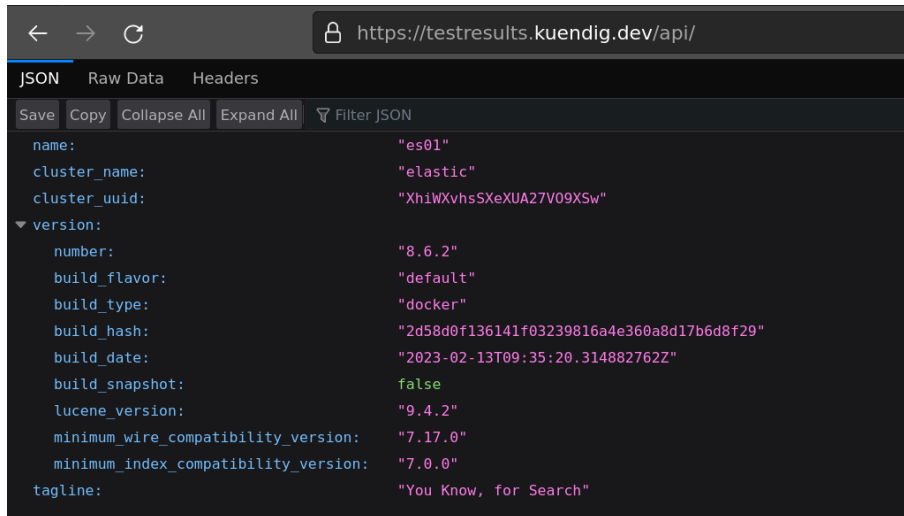 https://testresults.kuendig.dev/api/
JSON Raw Data Headers
Save Copy Collapse All Expand All Filter JSON
name: "es01"
cluster_name: "elastic"
cluster_uuid: "XhiWXvhsSXeXUA27VO9XSw"
version:
number: "8.6.2"
build_flavor: "default"
build_type: "docker"
build_hash: "2d58d0f136141f03239816a4e360a8d17b6d8f29"
build_date: "2023-02-13T09:35:20.314882762Z"
build_snapshot: false
lucene_version: "9.4.2"
minimum_wire_compatibility_version: "7.17.0"
minimum_index_compatibility_version: "7.0.0"
tagline: "You Know, for Search"